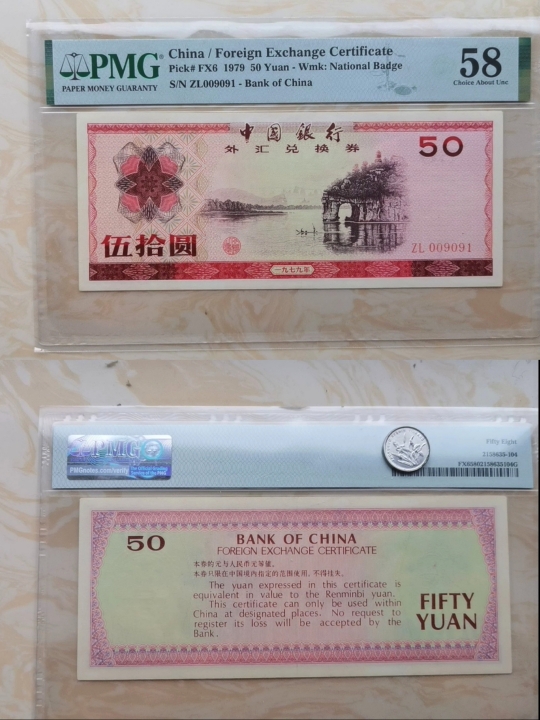 PMG
PAPER MONEY GUARANTY
China / Foreign Exchange Certificate
Pick# FX6 1979 50 Yuan - Wmk: National Badge
S/N ZL009091 - Bank of China
58
Choice About Unc
中国银行
外汇兑换券
50
伍拾圆
ZL 009091
一九七九年
PMG
PMGnotes.com/verify
Fifty Eight
50
BANK OF CHINA
FOREIGN EXCHANGE CERTIFICATE
本券的元与人民币元等值。
本券只限在中国境内指定的范围使用，不得挂失。
The yuan expressed in this certificate is
equivalent in value to the Renminbi yuan.
This certificate can only be used within
China at designated places. No request to
register its loss will be accepted by the
Bank.
FIFTY
YUAN